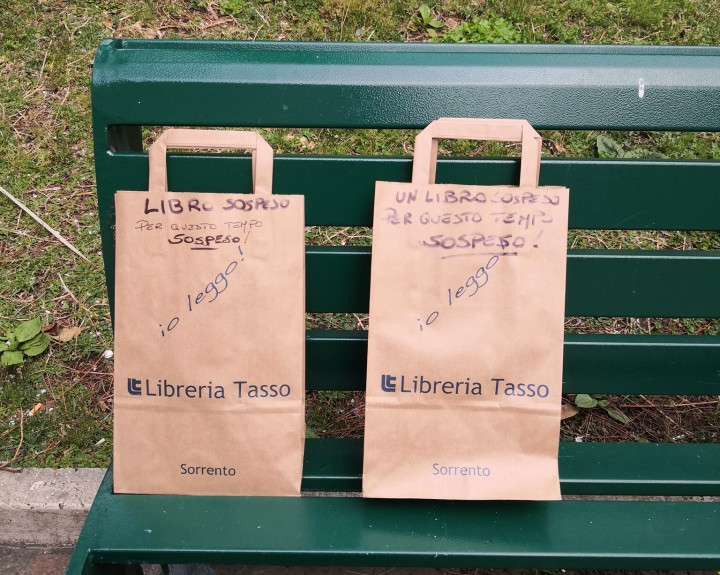 LIBRO SOSPESO
PER QUESTO TEMPO
SOSPESO!
io leggo!
Libreria Tasso
Sorrento
UN LIBRO SOSPESO
PER QUESTO TEMPO
SOSPESO!
io leggo!
Libreria Tasso
Sorrento